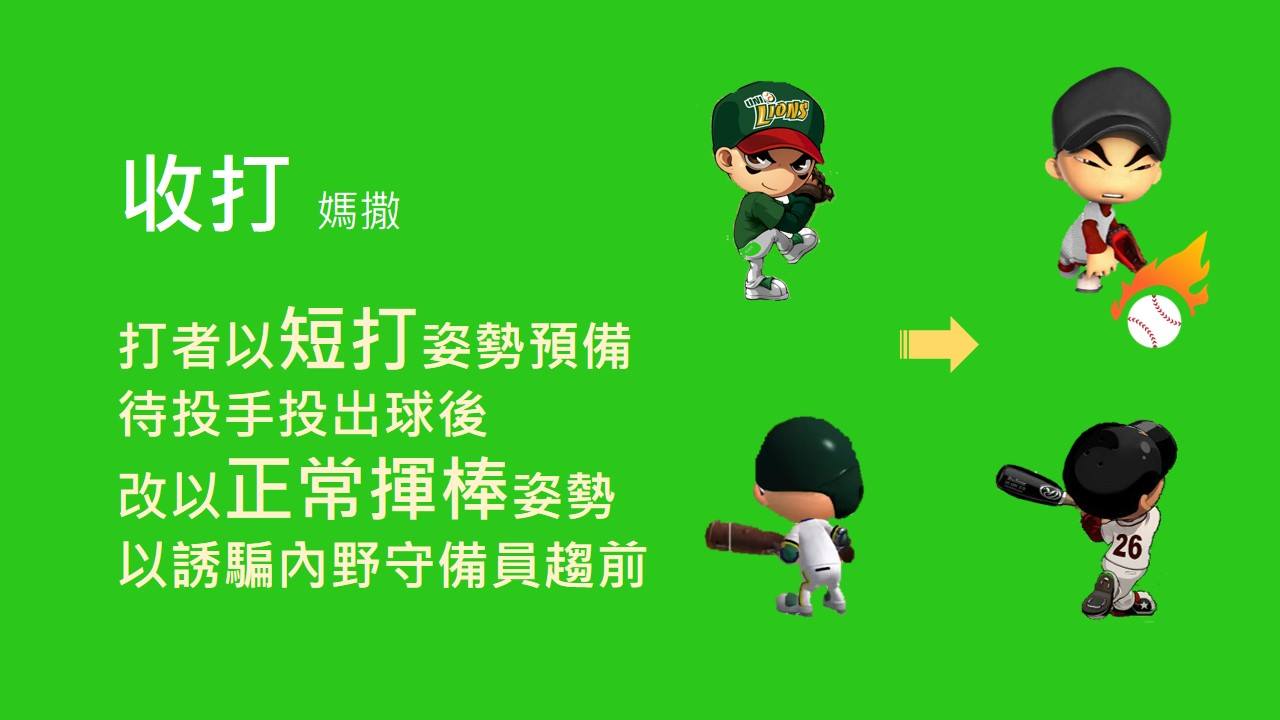 收打 媽撒
打者以短打姿勢預備
待投手投出球後
改以正常揮棒姿勢
以誘騙內野守備員趨前
UNI LIONS
26